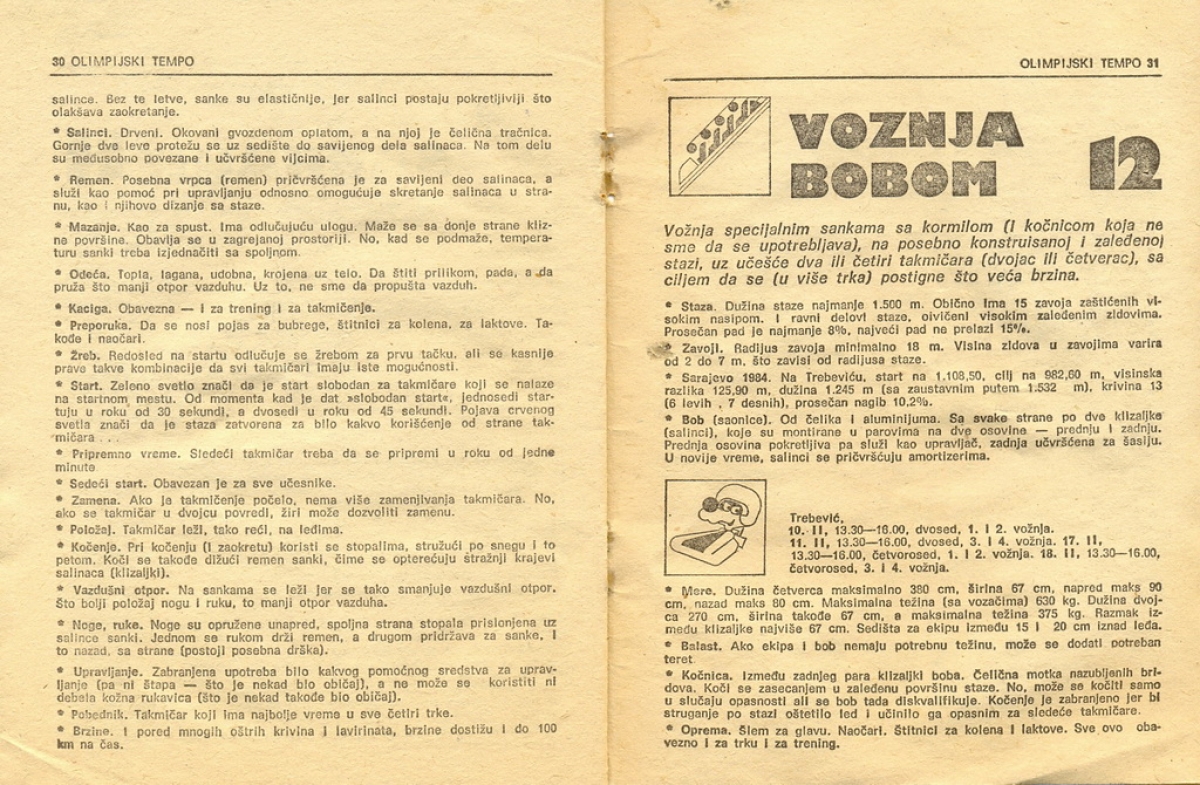 30 OLIMPIJSKI TEMPO
salince. Bez te letve, sanke su elastičnije, jer salinci postaju pokretljiviji što
olakšava zaokretanje.
* Salinci. Drveni. Okovani gvozdenom oplatom, a na njoj je čelična tračnica.
Gornje dve leve protežu se uz sedište do savijenog dela salinaca. Na tom delu
su međusobno povezane i učvršćene vijcima.
* Remen. Posebna vrpca (remen) pričvršćena je za savijeni deo salinaca, a
služi kao pomoć pri upravljanju odnosno omogućuje skretanje salinaca u stra-
nu, kao i njihovo dizanje sa staze.
* Mazanje. Kao za spust. Ima odlučujuću ulogu. Maže se sa donje strane kliz-
ne površine. Obavlja se u zagrejanoj prostoriji. No, kad se podmaže, tempera-
turu sanki treba izjednačiti sa spoljnom.
* Odeća. Topla, lagana, udobna, krojena uz telo. Da štiti prilikom, pada, a da
pruža što manji otpor vazduhu. Uz to, ne sme da propušta vazduh.
* Kaciga. Obavezna — i za trening i za takmičenje.
* Preporuka. Da se nosi pojas za bubrege, štitnici za kolena, za laktove. Ta-
kođe i naočari.
* Žreb. Redosled na startu odlučuje se žrebom za prvu tačku, ali se kasnije
prave takve kombinacije da svi takmičari imaju iste mogućnosti.
* Start. Zeleno svetlo znači da je start slobodan za takmičare koji se nalaze
na startnom mestu. Od momenta kad je dat »slobodan start«, jednosedi star-
tuju u roku od 30 sekundi, a dvosedi u roku od 45 sekundi. Pojava crvenog
svetla znači da je staza zatvorena za bilo kakvo korišćenje od strane tak-
mičara . . .
* Pripremno vreme. Sledeći takmičar treba da se pripremi u roku od jedne
minute
* Sedeći start. Obavezan je za sve učesnike.
* Zamena. Ako je takmičenje počelo, nema više zamenjivanja takmičara. No,
ako se takmičar u dvojcu povredi, žiri može dozvoliti zamenu.
* Položaj. Takmičar leži, tako reći, na leđima.
* Kočenje. Pri kočenju (i zaokretu) koristi se stopalima, stružući po snegu i to
petom. Koči se takođe dižući remen sanki, čime se opterećuju stražnji krajevi
salinaca (klizaljki).
* Vazdušni otpor. Na sankama se leži jer se tako smanjuje vazdušni otpor.
Što bolji položaj nogu i ruku, to manji otpor vazduha.
* Noge, ruke. Noge su opružene unapred, spoljna strana stopala prislonjena uz
salince sanki. Jednom se rukom drži remen, a drugom pridržava za sanke, i
to nazad, sa strane (postoji posebna drška).
* Upravljanje. Zabranjena upotreba bilo kakvog pomoćnog sredstva za uprav-
ljanje (pa ni štapa — što je nekad bio običaj), a ne može se koristiti ni
debela kožna rukavica (što je nekad takođe bio običaj).
* Pobednik. Takmičar koji ima najbolje vreme u sve četiri trke.
* Brzine. I pored mnogih oštrih krivina i lavirinata, brzine dostižu i do 100
km na čas.
OLIMPIJSKI TEMPO 31
VOZNJA
BOBOM
12
Vožnja specijalnim sankama sa kormilom (i kočnicom koja ne
sme da se upotrebljava), na posebno konstruisanoj i zaleđenoj
stazi, uz učešće dva ili četiri takmičara (dvojac ili četverac), sa
ciljem da se (u više trka) postigne što veća brzina.
* Staza. Dužina staze najmanje 1.500 m. Obično ima 15 zavoja zaštićenih vi-
sokim nasipom. I ravni delovi staze, oivičeni visokim zaleđenim zidovima.
Prosečan pad je najmanje 8%, najveći pad ne prelazi 15%.
* Zavoji. Radijus zavoja minimalno 18 m. Visina zidova u zavojima varira
od 2 do 7 m, što zavisi od radijusa staze.
* Sarajevo 1984. Na Trebeviću, start na 1.108,50, cilj na 982,60 m, visinska
razlika 125,90 m, dužina 1.245 m (sa zaustavnim putem 1.532 m), krivina 13
(6 levih , 7 desnih), prosečan nagib 10.2%.
* Bob (saonice). Od čelika i aluminijuma. Sa svake strane po dve klizaljke
(salinci), koje su montirane u parovima na dve osovine — prednju i zadnju.
Prednja osovina pokretljiva pa služi kao upravljač, zadnja učvršćena za šasiju.
U novije vreme, salinci se pričvršćuju amortizerima.
Trebević,
10. II, 13.30—16.00, dvosed, 1. i 2. vožnja.
11. II, 13.30—16.00, dvosed, 3. i 4. vožnja. 17. II,
13.30—16.00, četvorosed, 1. i 2. vožnja. 18. II, 13.30—16.00,
četvorosed, 3. i 4. vožnja.
* Mere. Dužina četverca maksimalno 380 cm, širina 67 cm, napred maks 90
cm, nazad maks 80 cm. Maksimalna težina (sa vozačima) 630 kg. Dužina dvoj-
ca 270 cm, širina takođe 67 cm, a maksimalna težina 375 kg. Razmak iz-
među klizaljke najviše 67 cm. Sedišta za ekipu između 15 i 20 cm iznad leđa.
* Balast. Ako ekipa i bob nemaju potrebnu težinu, može se dodati potreban
teret.
* Kočnica. Između zadnjeg para klizaljki boba. Čelična motka nazubljenih bri-
dova. Koči se zasecanjem u zaleđenu površinu staze. No, može se kočiti samo
u slučaju opasnosti ali se bob tada diskvalifikuje. Kočenje je zabranjeno jer bi
struganje po stazi oštetilo led i učinilo ga opasnim za sledeće takmičare.
* Oprema. Šlem za glavu. Naočari. Štitnici za kolena i laktove. Sve ovo oba-
vezno i za trku i za trening.